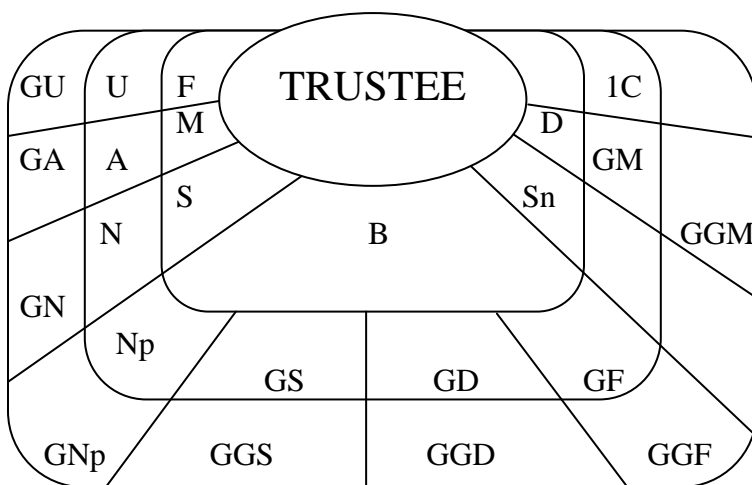 GU U F TRUSTEE 1C
M D
GA A GM
S Sn
N B GGM
GN
Np
GS GD GF
GNp GGS GGD GGF